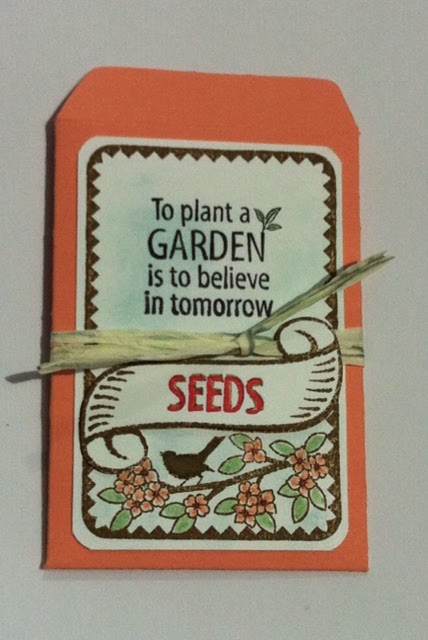 To plant a
GARDEN
is to believe
in tomorrow
SEEDS